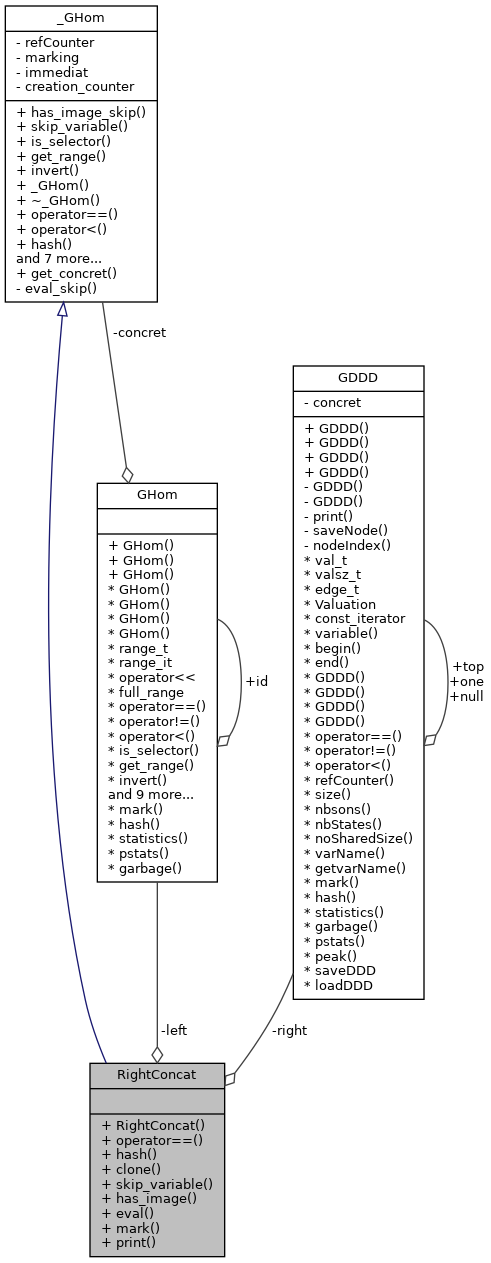 _GHom
- refCounter
- marking
- immediat
- creation_counter
+ has_image_skip()
+ skip_variable()
+ is_selector()
+ get_range()
+ invert()
+ _GHom()
+ ~_GHom()
+ operator==()
+ operator<()
+ hash()
and 7 more...
+ get_concret()
- eval_skip()
-concret
GHom
+ GHom()
+ GHom()
+ GHom()
* GHom()
* GHom()
* GHom()
* GHom()
* range_t
* range_it
* operator<<
* full_range
* operator==()
* operator!=()
* operator<()
* is_selector()
* get_range()
* invert()
and 9 more...
* mark()
* hash()
* statistics()
* pstats()
* garbage()
+id
GDDD
- concret
+ GDDD()
+ GDDD()
+ GDDD()
+ GDDD()
- GDDD()
- GDDD()
- print()
- saveNode()
- nodeIndex()
* val_t
* valsz_t
* edge_t
* Valuation
* const_iterator
* variable()
* begin()
* end()
* GDDD()
* GDDD()
* GDDD()
* GDDD()
* operator==()
* operator!=()
* operator<()
* refCounter()
* size()
* nbsons()
* nbStates()
* noSharedSize()
* varName()
* getvarName()
* mark()
* hash()
* statistics()
* garbage()
* pstats()
* peak()
* saveDDD
* loadDDD
+top
+one
+null
-left
-right
RightConcat
+ RightConcat()
+ operator==()
+ hash()
+ clone()
+ skip_variable()
+ has_image()
+ eval()
+ mark()
+ print()